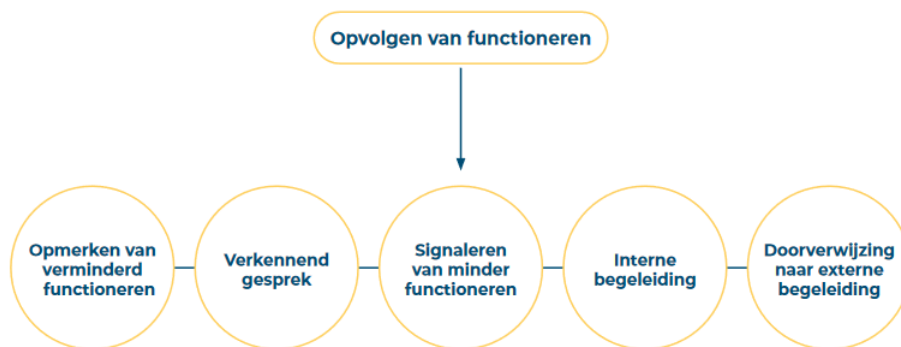 Opvolgen van functioneren
Opmerken van
verminderd
functioneren
Verkennend
gesprek
Signaleren
van minder
functioneren
Interne
begeleiding
Doorverwijzing
naar externe
begeleiding